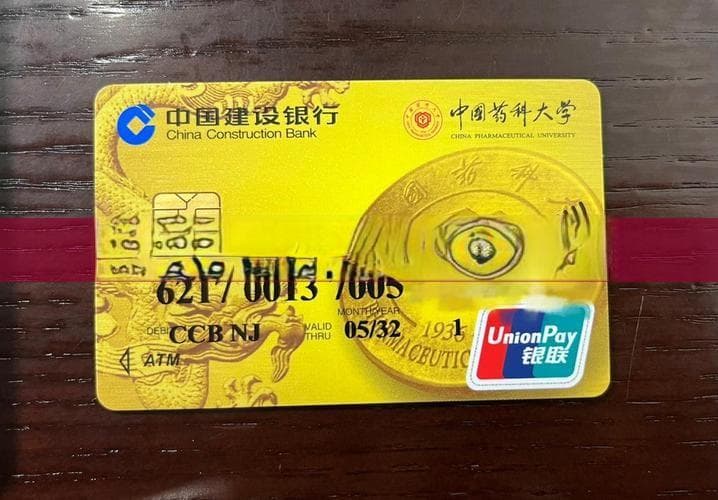 中国建设银行
China Construction Bank
中国药科大学
CHINA PHARMACEUTICAL UNIVERSITY
0013
MONTH/YEAR
CCB NJ
VALID THRU
05/32
1
ATM
UnionPay
银联